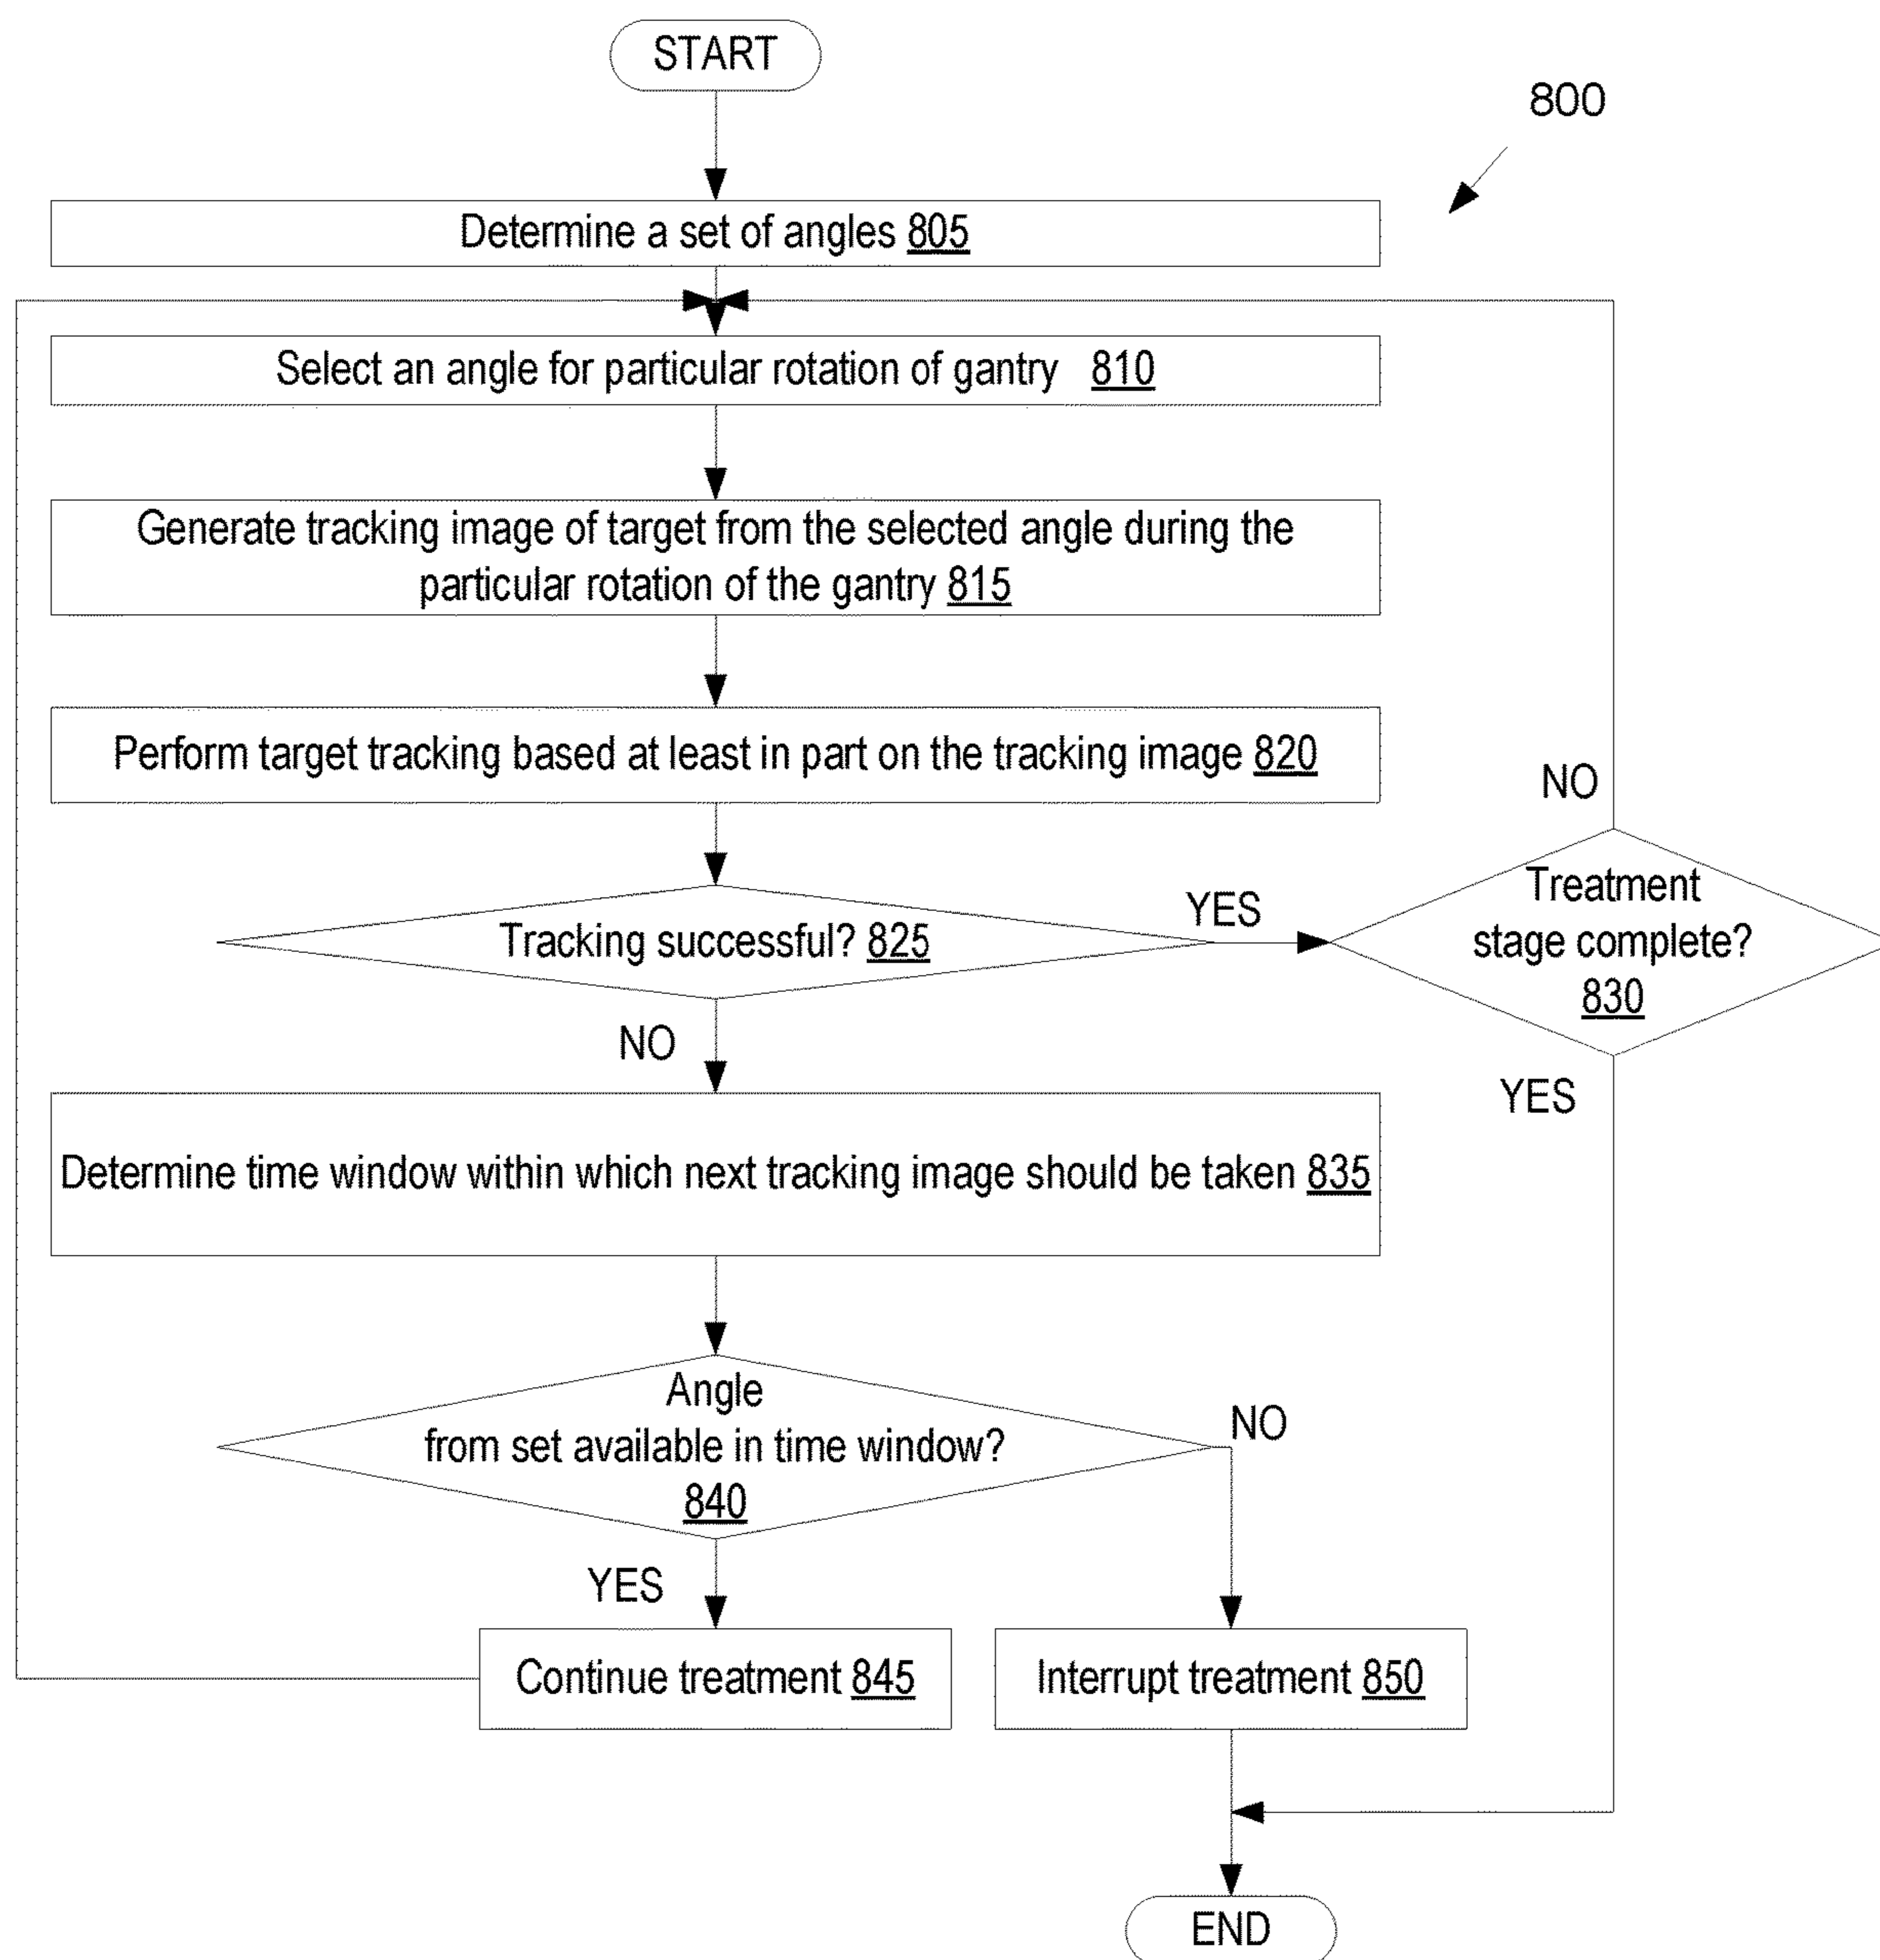 START
800
Determine a set of angles 805
Select an angle for particular rotation of gantry 810
Generate tracking image of target from the selected angle during the
particular rotation of the gantry 815
Perform target tracking based at least in part on the tracking image 820
NO
Tracking successful? 825
YES
Treatment
stage complete?
830
NO
YES
Determine time window within which next tracking image should be taken 835
Angle
from set available in time window?
840
NO
YES
Continue treatment 845
Interrupt treatment 850
END